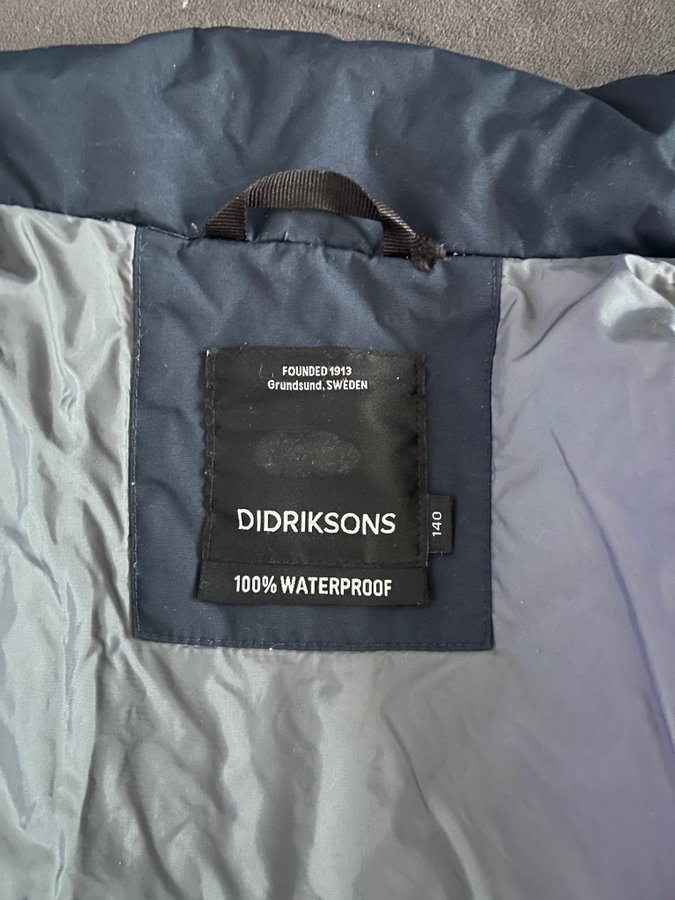 FOUNDED 1913
Grundsund, SWEDEN
DIDRIKSONS
140
100% WATERPROOF